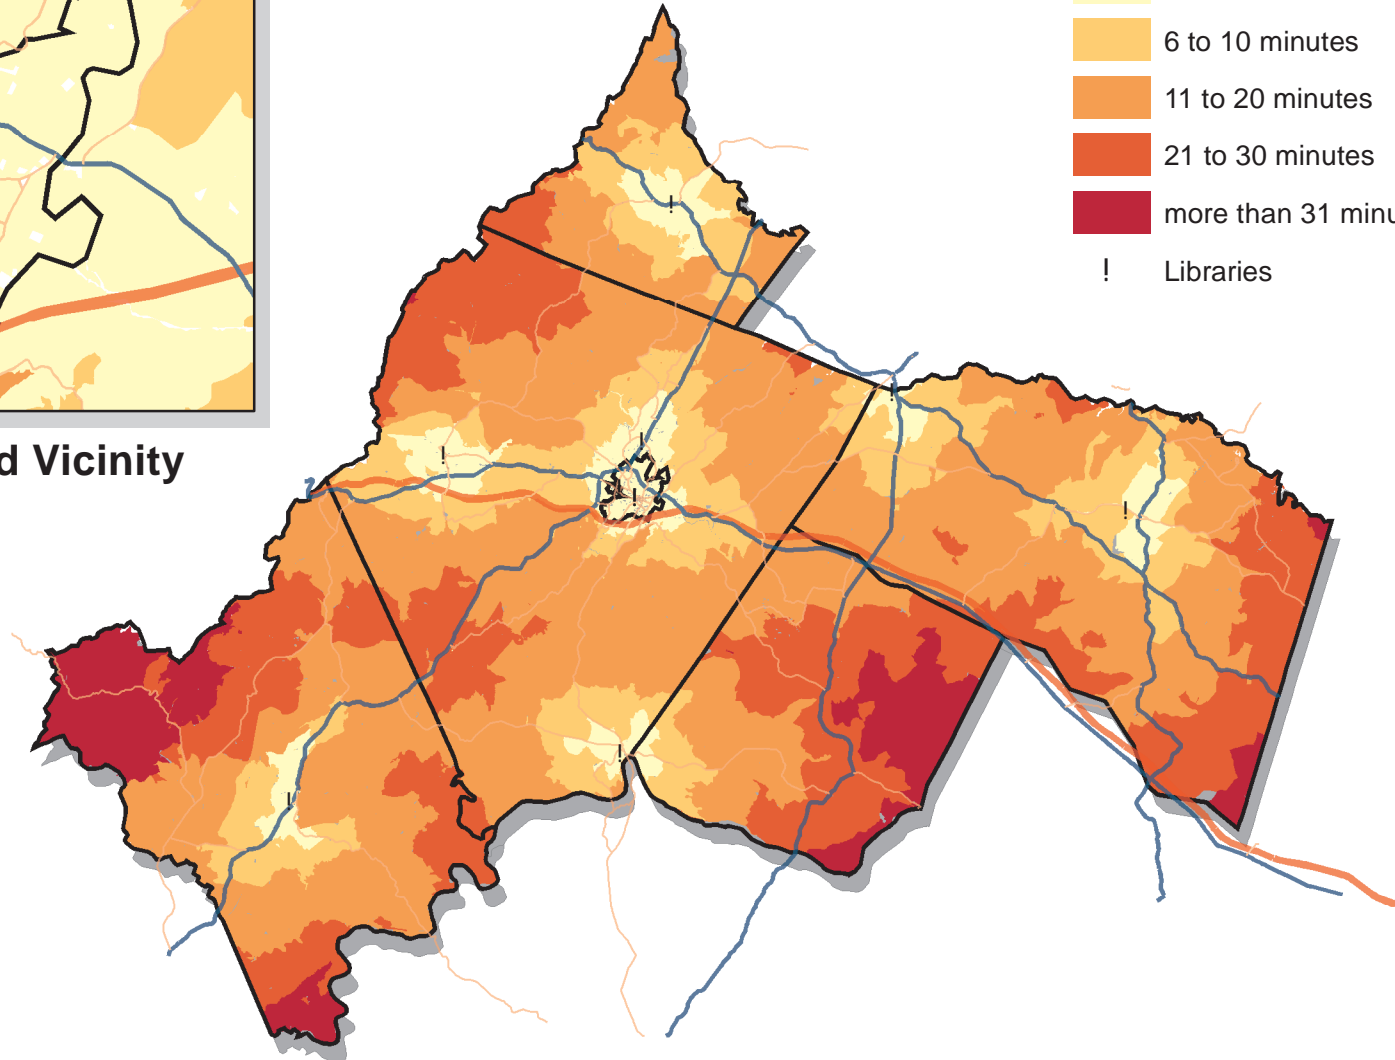 6 to 10 minutes
11 to 20 minutes
21 to 30 minutes
more than 31 minu
! Libraries
d Vicinity